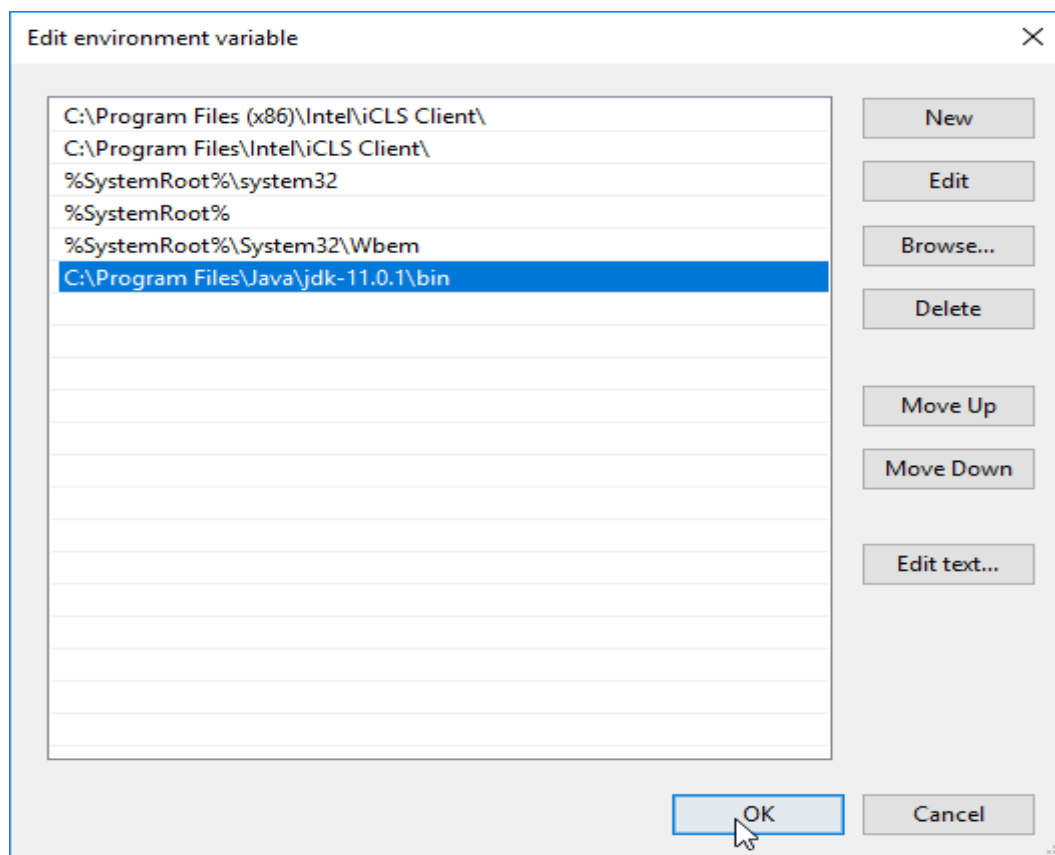 Edit environment variable
C:\Program Files (x86)\Intel\iCLS Client\
C:\Program Files\Intel\iCLS Client\
%SystemRoot%\system32
%SystemRoot%
%SystemRoot%\System32\Wbem
C:\Program Files\Java\jdk-11.0.1\bin
New
Edit
Browse...
Delete
Move Up
Move Down
Edit text...
OK
Cancel